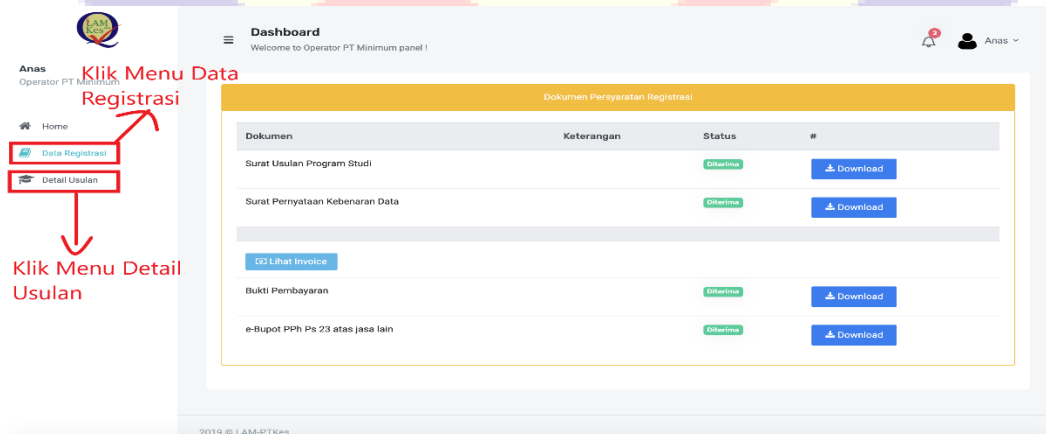 LAM
Kes
Dashboard
Welcome to Operator PT Minimum panel !
2
Anas
Anas
Operator PT Minimum
Klik Menu Data
Registrasi
Home
Data Registrasi
Detail Usulan
Klik Menu Detail
Usulan
Dokumen Persyaratan Registrasi
Dokumen Keterangan Status #
Surat Usulan Program Studi Diterima Download
Surat Pernyataan Kebenaran Data Diterima Download
Lihat Invoice
Bukti Pembayaran Diterima Download
e-Bupot PPh Ps 23 atas jasa lain Diterima Download
2019 © LAM-PTKes